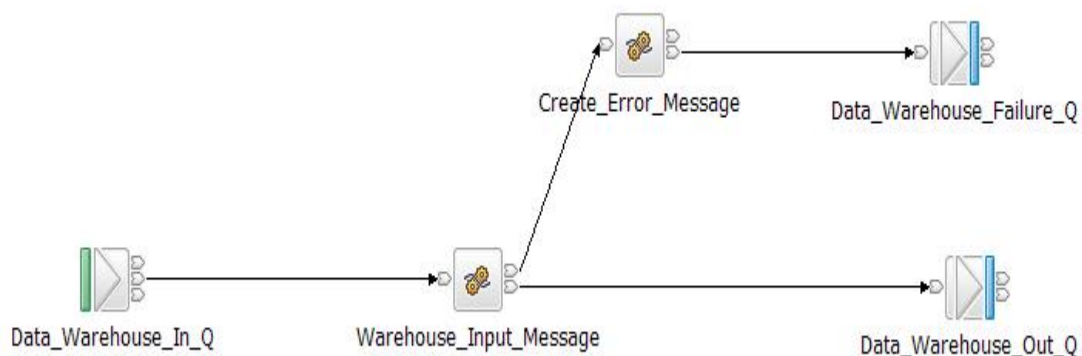 Create_Error_Message
Data_Warehouse_Failure_Q
Data_Warehouse_In_Q
Warehouse_Input_Message
Data_Warehouse_Out_Q